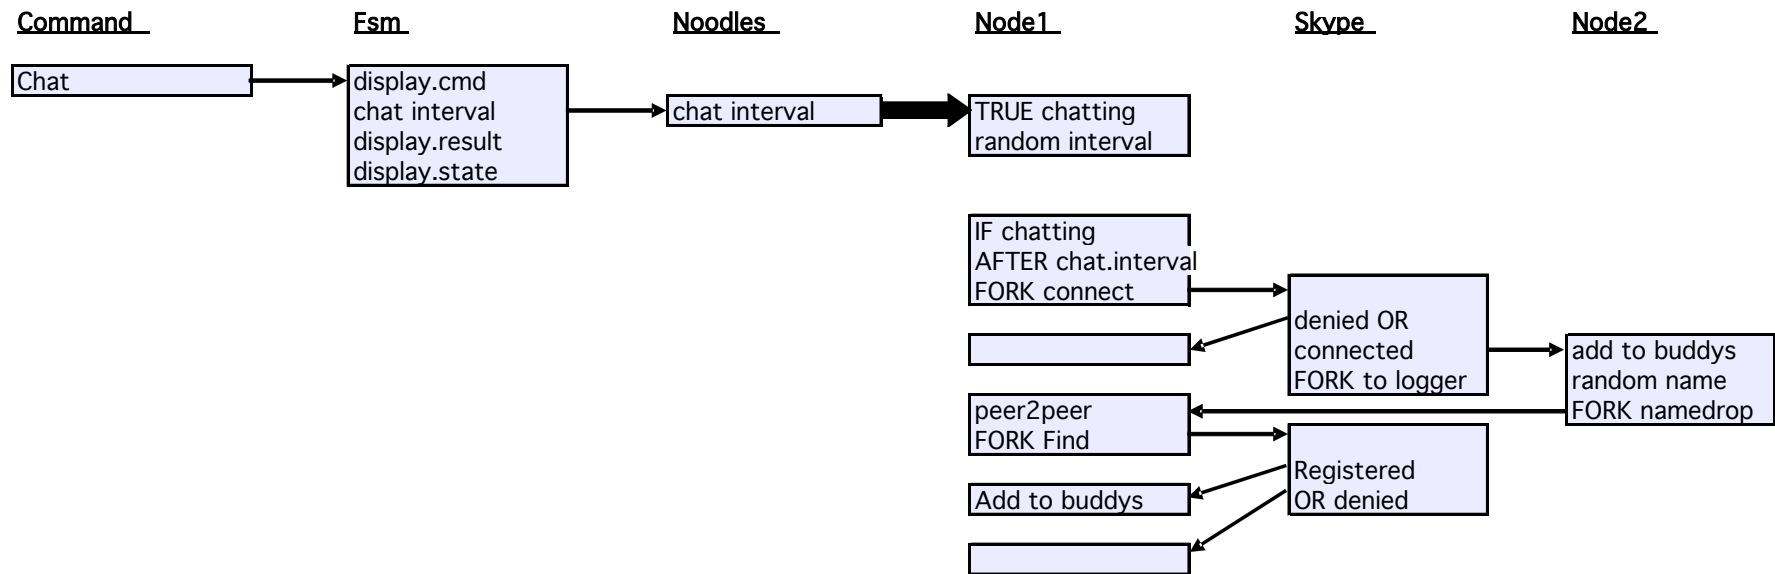 Command
Fsm
Noodles
Node1
Skype
Node2
Chat
display.cmd
chat interval
display.result
display.state
chat interval
TRUE chatting
random interval
IF chatting
AFTER chat.interval
FORK connect
denied OR
connected
FORK to logger
add to buddys
random name
FORK namedrop
peer2peer
FORK Find
Registered
OR denied
Add to buddys